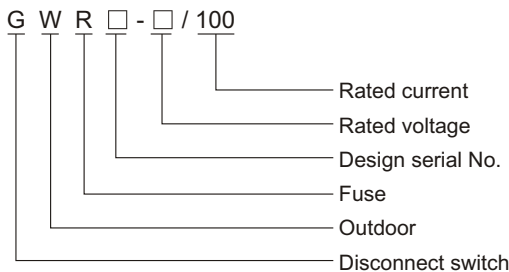 G W R □ - □ / 100
Rated current
Rated voltage
Design serial No.
Fuse
Outdoor
Disconnect switch